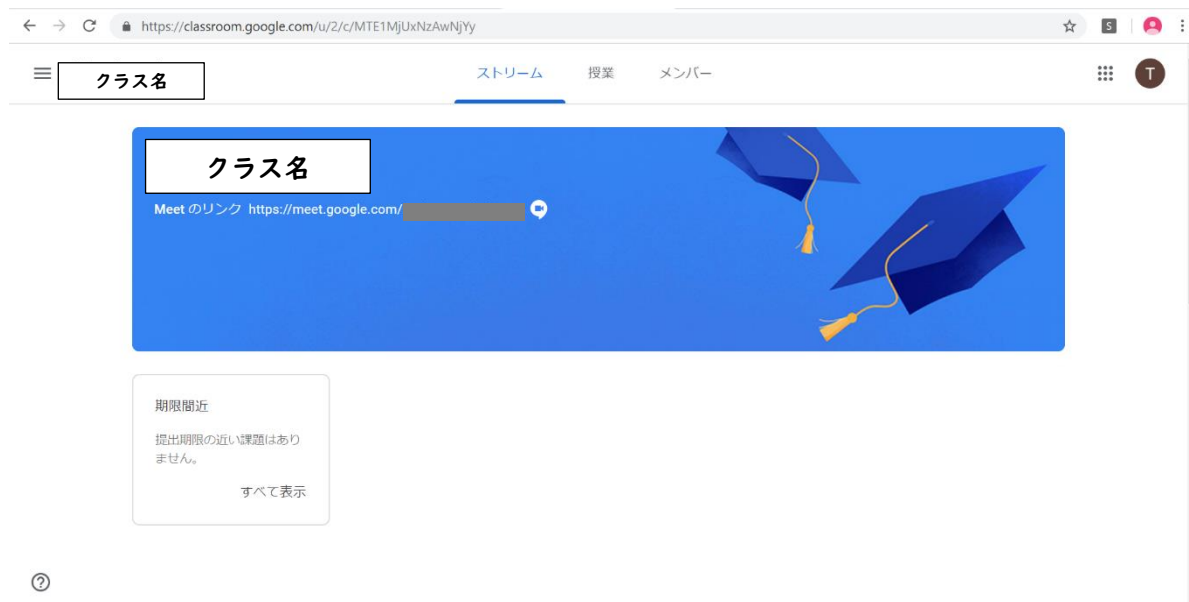 https://classroom.google.com/u/2/c/MTE1MjUxNzAwNjYy
S
クラス名
ストリーム 授業 メンバー
T
クラス名
Meet のリンク https://meet.google.com/
期限間近
提出期限の近い課題はあり
ません。
すべて表示